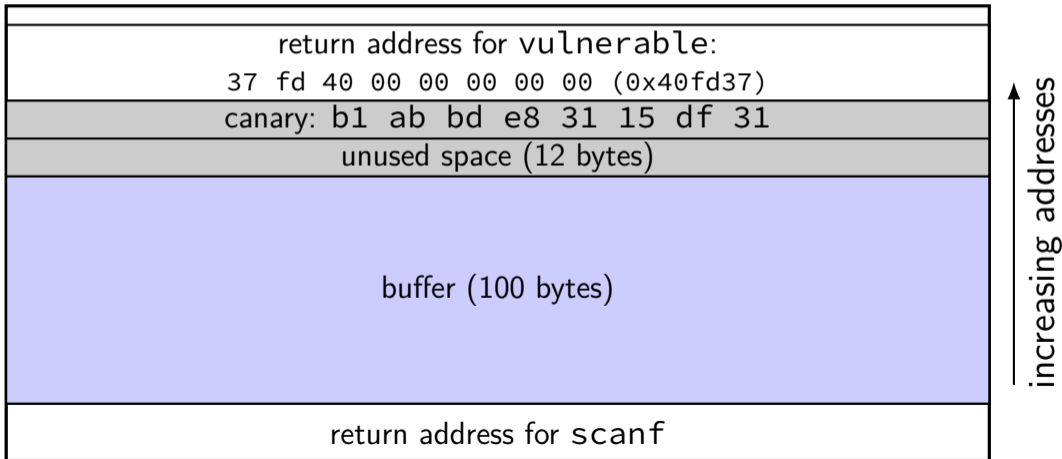 return address for vulnerable:
37 fd 40 00 00 00 00 00 (0x40fd37)
canary: b1 ab bd e8 31 15 df 31
unused space (12 bytes)
buffer (100 bytes)
return address for scanf
increasing addresses